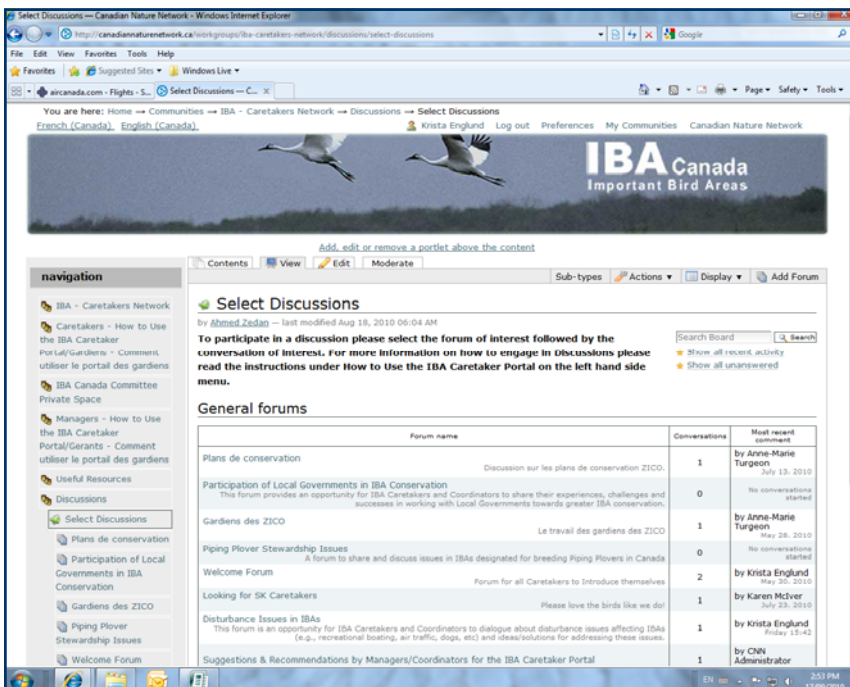 Select Discussions — Canadian Nature Network - Windows Internet Explorer
http://canadiannaturenetwork.ca/workgroups/iba-caretakers-network/discussions/select-discussions
Google
File Edit View Favorites Tools Help
Favorites Suggested Sites Windows Live
aircanada.com - Flights - S... Select Discussions — C... Page Safety Tools
You are here: Home → Communities → IBA - Caretakers Network → Discussions → Select Discussions
French (Canada) English (Canada) Krista Englund Log out Preferences My Communities Canadian Nature Network
IBA Canada
Important Bird Areas
Add, edit or remove a portlet above the content
navigation
IBA - Caretakers Network
Caretakers - How to Use
the IBA Caretaker
Portal/Gardiens - Comment
utiliser le portail des gardiens
IBA Canada Committee
Private Space
Managers - How to Use
the IBA Caretaker
Portal/Gerants - Comment
utiliser le portail des gardiens
Useful Resources
Discussions
Select Discussions
Plans de conservation
Participation of Local
Governments in IBA
Conservation
Gardiens des ZICO
Piping Plover
Stewardship Issues
Welcome Forum
Contents View Edit Moderate
Sub-types Actions Display Add Forum
Select Discussions
by Ahmed Zedan — last modified Aug 18, 2010 06:04 AM
To participate in a discussion please select the forum of interest followed by the
conversation of interest. For more information on how to engage in Discussions please
read the instructions under How to Use the IBA Caretaker Portal on the left hand side
menu.
Search Board Search
Show all recent activity
Show all unanswered
General forums
Forum name Conversations Most recent
comment
Plans de conservation
Discussion sur les plans de conservation ZICO.
1
by Anne-Marie
Turgeon
July 13, 2010
Participation of Local Governments in IBA Conservation
This forum provides an opportunity for IBA Caretakers and Coordinators to share their experiences, challenges and
successes in working with Local Governments towards greater IBA conservation.
0
No conversations
started
Gardiens des ZICO
Le travail des gardiens des ZICO
1
by Anne-Marie
Turgeon
May 28, 2010
Piping Plover Stewardship Issues
A forum to share and discuss issues in IBAs designated for breeding Piping Plovers in Canada
0
No conversations
started
Welcome Forum
Forum for all Caretakers to Introduce themselves
2
by Krista Englund
May 30, 2010
Looking for SK Caretakers
Please love the birds like we do!
1
by Karen McIver
July 23, 2010
Disturbance Issues in IBAs
This forum is an opportunity for IBA Caretakers and Coordinators to dialogue about disturbance issues affecting IBAs
(e.g., recreational boating, air traffic, dogs, etc) and ideas/solutions for addressing these issues.
1
by Krista Englund
Friday 15:42
Suggestions & Recommendations by Managers/Coordinators for the IBA Caretaker Portal
1
by CNN
Administrator
EN
2:53 PM